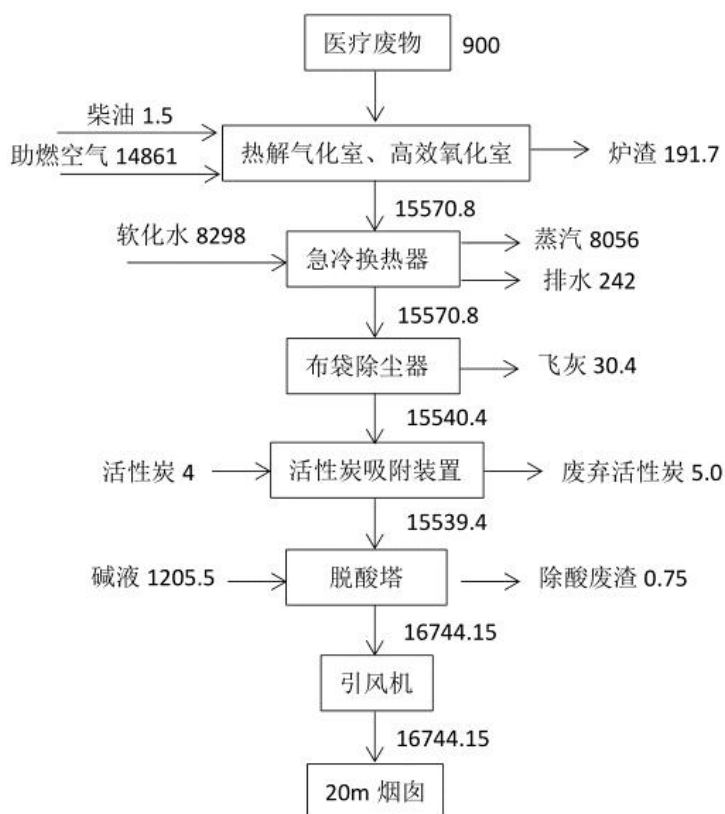 医疗废物 900
柴油 1.5
助燃空气 14861
热解气化室、高效氧化室
炉渣 191.7
15570.8
软化水 8298
急冷换热器
蒸汽 8056
排水 242
15570.8
布袋除尘器
飞灰 30.4
15540.4
活性炭 4
活性炭吸附装置
废弃活性炭 5.0
15539.4
碱液 1205.5
脱酸塔
除酸废渣 0.75
16744.15
引风机
16744.15
20m 烟囱